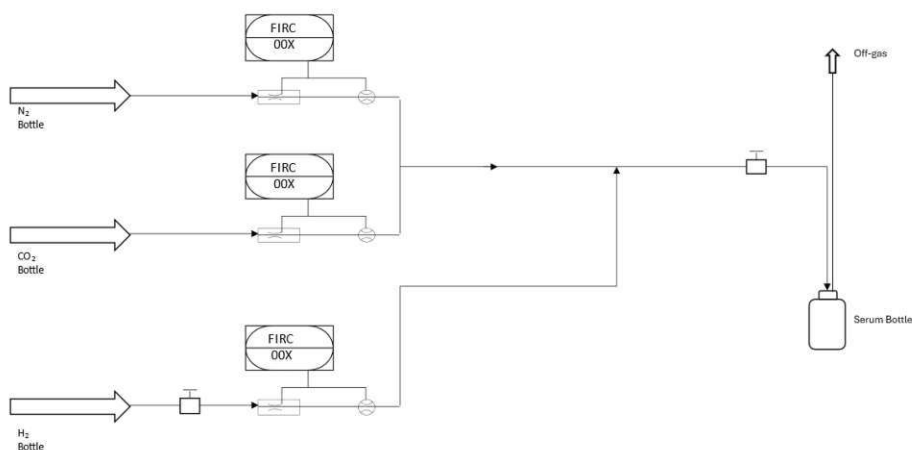 FIRC
00X
Off-gas
N₂
Bottle
FIRC
00X
CO₂
Bottle
Serum Bottle
FIRC
00X
H₂
Bottle